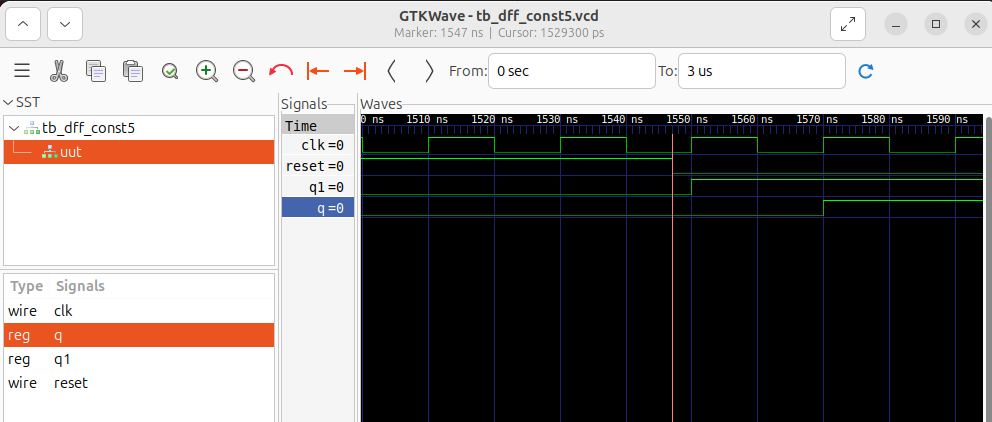 GTKWave - tb_dff_const5.vcd
Marker: 1547 ns | Cursor: 1529300 ps
From: 0 sec To: 3 us
SST
tb_dff_const5
uut
Type Signals
wire clk
reg q
reg q1
wire reset
Signals
Time
clk=0
reset=0
q1=0
q=0
Waves
0 ns 1510 ns 1520 ns 1530 ns 1540 ns 1550 ns 1560 ns 1570 ns 1580 ns 1590 ns